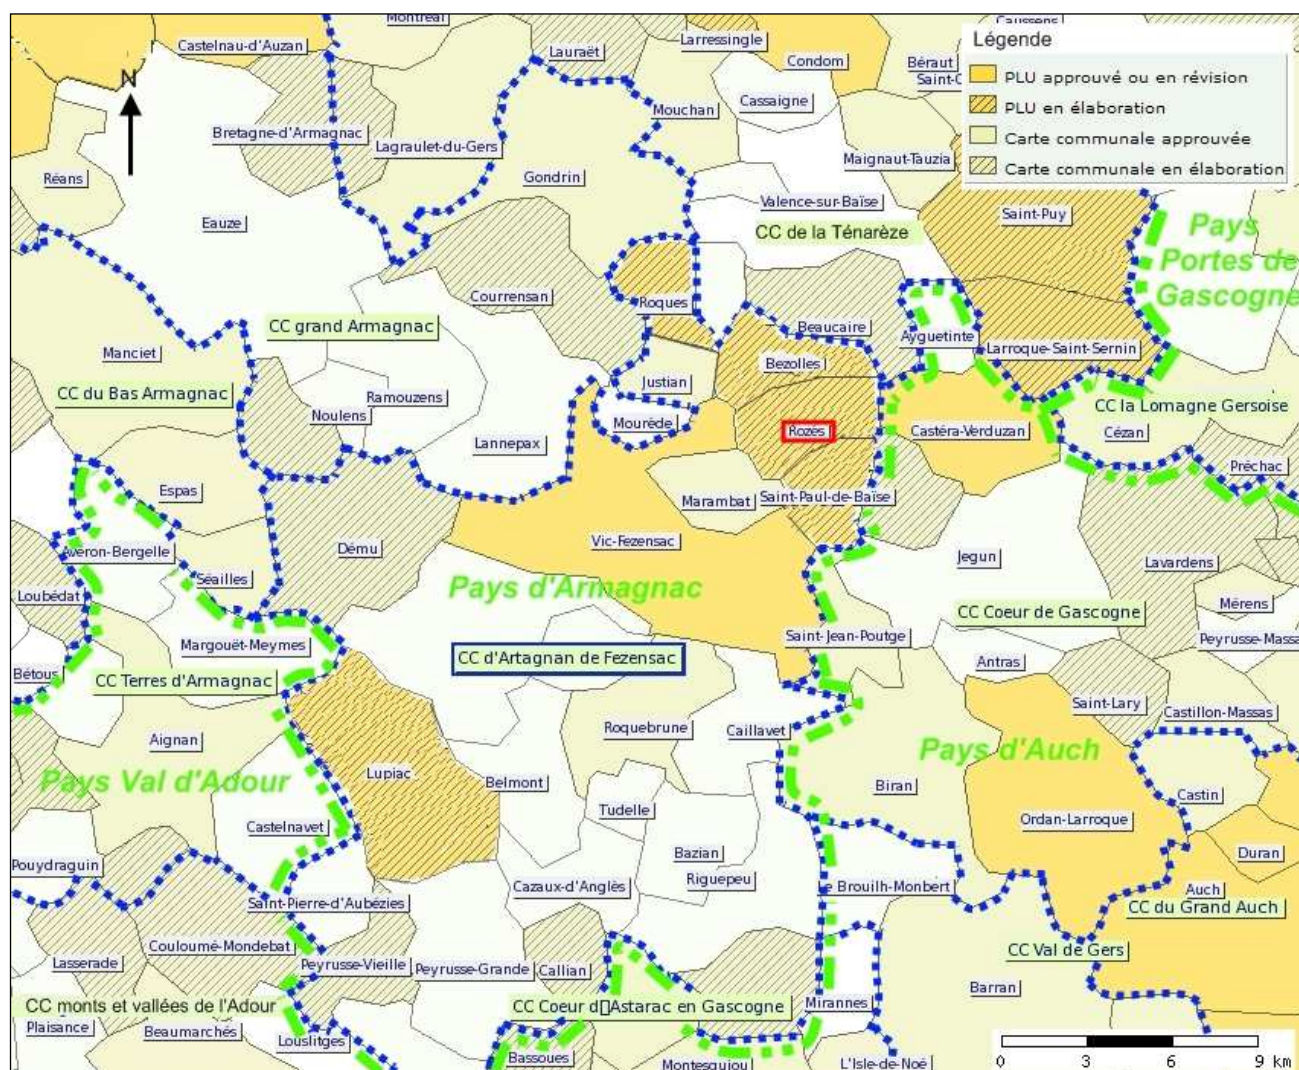 Montréal
Caussens
Castelnau-d'Auzan
Lauraët
Larressingle
Condom
Béraut
Saint-O
Légende
PLU approuvé ou en révision
PLU en élaboration
Carte communale approuvée
Carte communale en élaboration
N
Bretagne-d'Armagnac
Lagraulet-du-Gers
Mouchan
Cassaigne
Maignaut-Tauzia
Réans
Gondrin
Eauze
Valence-sur-Baïse
Saint-Puy
CC de la Ténarèze
Pays
Portes de
Gascogne
Courrensan
Roques
CC grand Armagnac
Beaucaire
Ayguetinte
Larroque-Saint-Sernin
Manciet
Bezolles
CC du Bas Armagnac
Justian
Ramouzens
Noulens
Mourède
Rozès
Castéra-Verduzan
CC la Lomagne Gersoise
Cézan
Lannepax
Préchac
Espas
Marambat
Saint-Paul-de-Baïse
Averon-Bergelle
Dému
Vic-Fezensac
Jegun
Lavardens
Séailles
Pays d'Armagnac
Loubédat
CC Coeur de Gascogne
Mérens
Peyrusse-Massa
Margouët-Meymes
Saint-Jean-Poutge
CC d'Artagnan de Fezensac
Antras
Bétous
CC Terres d'Armagnac
Saint-Lary
Castillon-Massas
Aignan
Roquebrune
Caillavet
Pays d'Auch
Pays Val d'Adour
Lupiac
Belmont
Biran
Castin
Tudelle
Castelnavet
Ordan-Larroque
Bazian
Duran
Pouydraguin
Riguepeu
Cazaux-d'Anglès
Le Brouilh-Monbert
Auch
Saint-Pierre-d'Aubézies
CC du Grand Auch
Couloumé-Mondebat
CC Val de Gers
Lasserade
Peyrusse-Vieille
Peyrusse-Grande
Callian
Barran
CC monts et vallées de l'Adour
CC Coeur d▯Astarac en Gascogne
Mirannes
Plaisance
Beaumarchés
Louslitges
Bassoues
Montesquiou
L'Isle-de-Noé
0 3 6 9 km